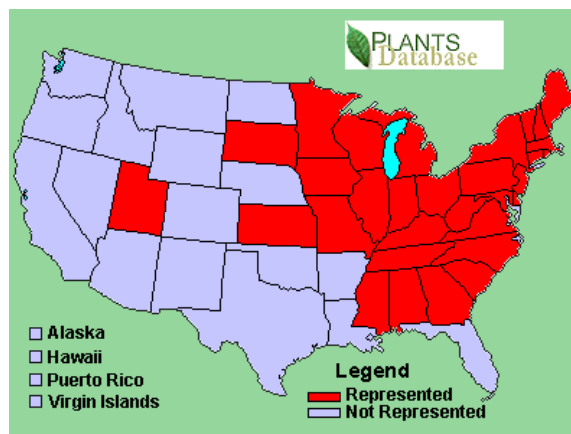 PLANTS
Database
Alaska
Hawaii
Puerto Rico
Virgin Islands
Legend
Represented
Not Represented